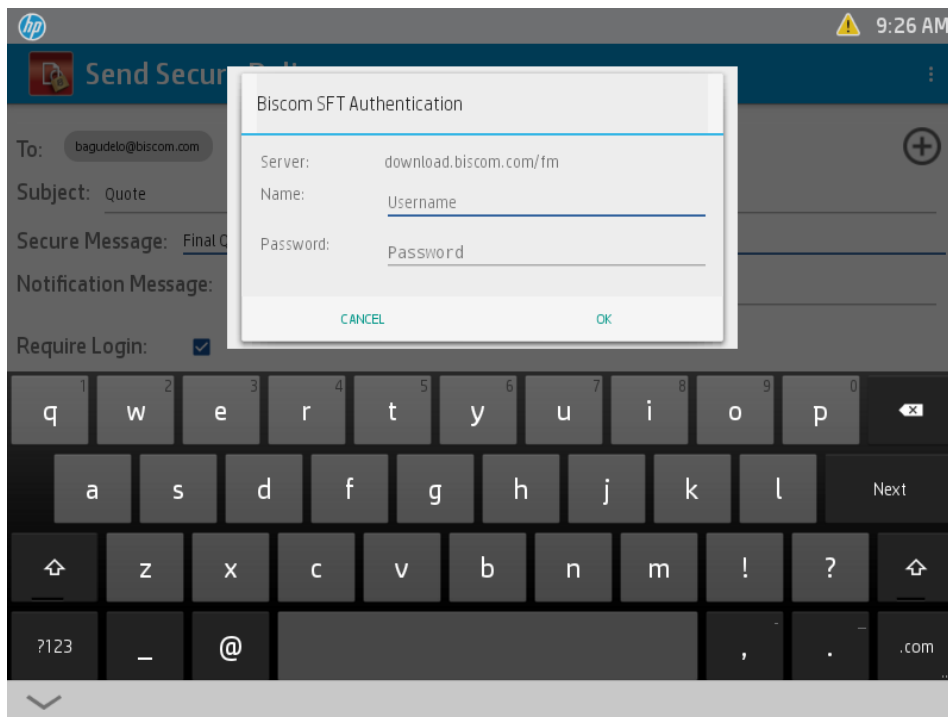 hp 9:26 AM
Send Secur
Biscom SFT Authentication
To: bagudelo@biscom.com
Server: download.biscom.com/fm
Subject: Quote
Name: Username
Secure Message: Final Q
Password: Password
Notification Message:
CANCEL OK
Require Login:
1 2 3 4 5 6 7 8 9 0
q w e r t y u i o p
a s d f g h j k l Next
z x c v b n m ! ?
?123 _ @ , - . _ .com